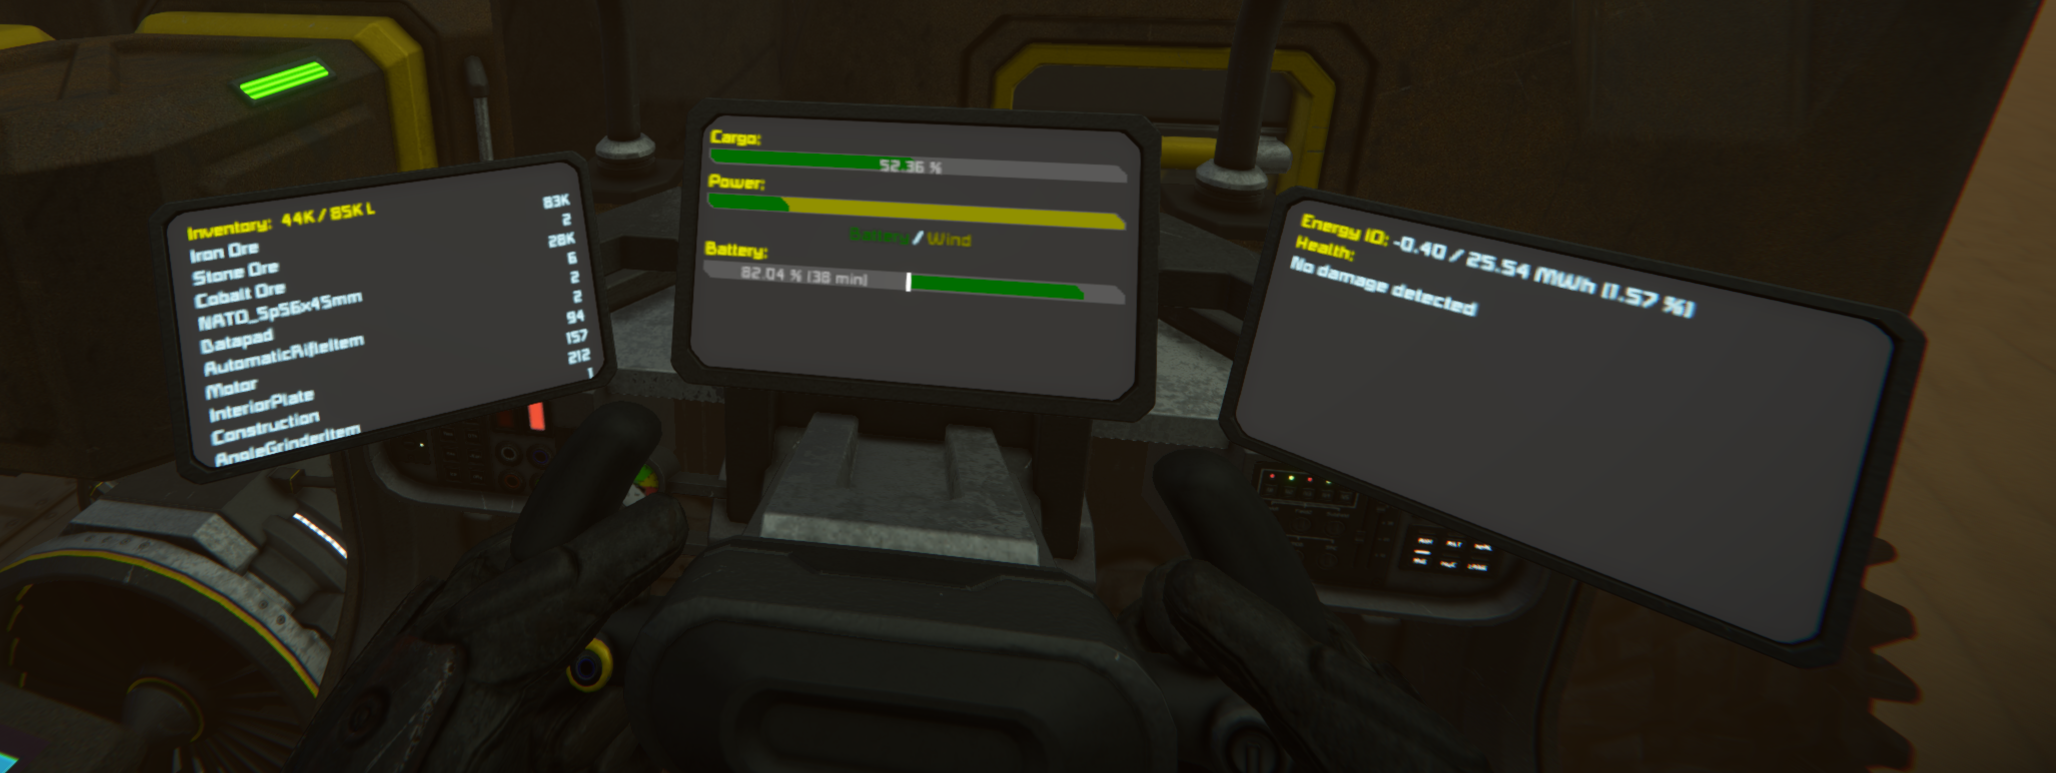 Inventory: 44K / 85K L
Iron Ore 83K
Stone Ore 2
Cobalt Ore 28K
NATO_5p56x45mm 6
Datapad 2
AutomaticRifleItem 2
Motor 94
InteriorPlate 157
Construction 212
AngleGrinderItem 1
Cargo:
52.36 %
Power:
Battery / Wind
Battery:
82.04 % (38 min)
Energy IO: -0.40 / 25.54 MWh (1.57 %)
Health:
No damage detected